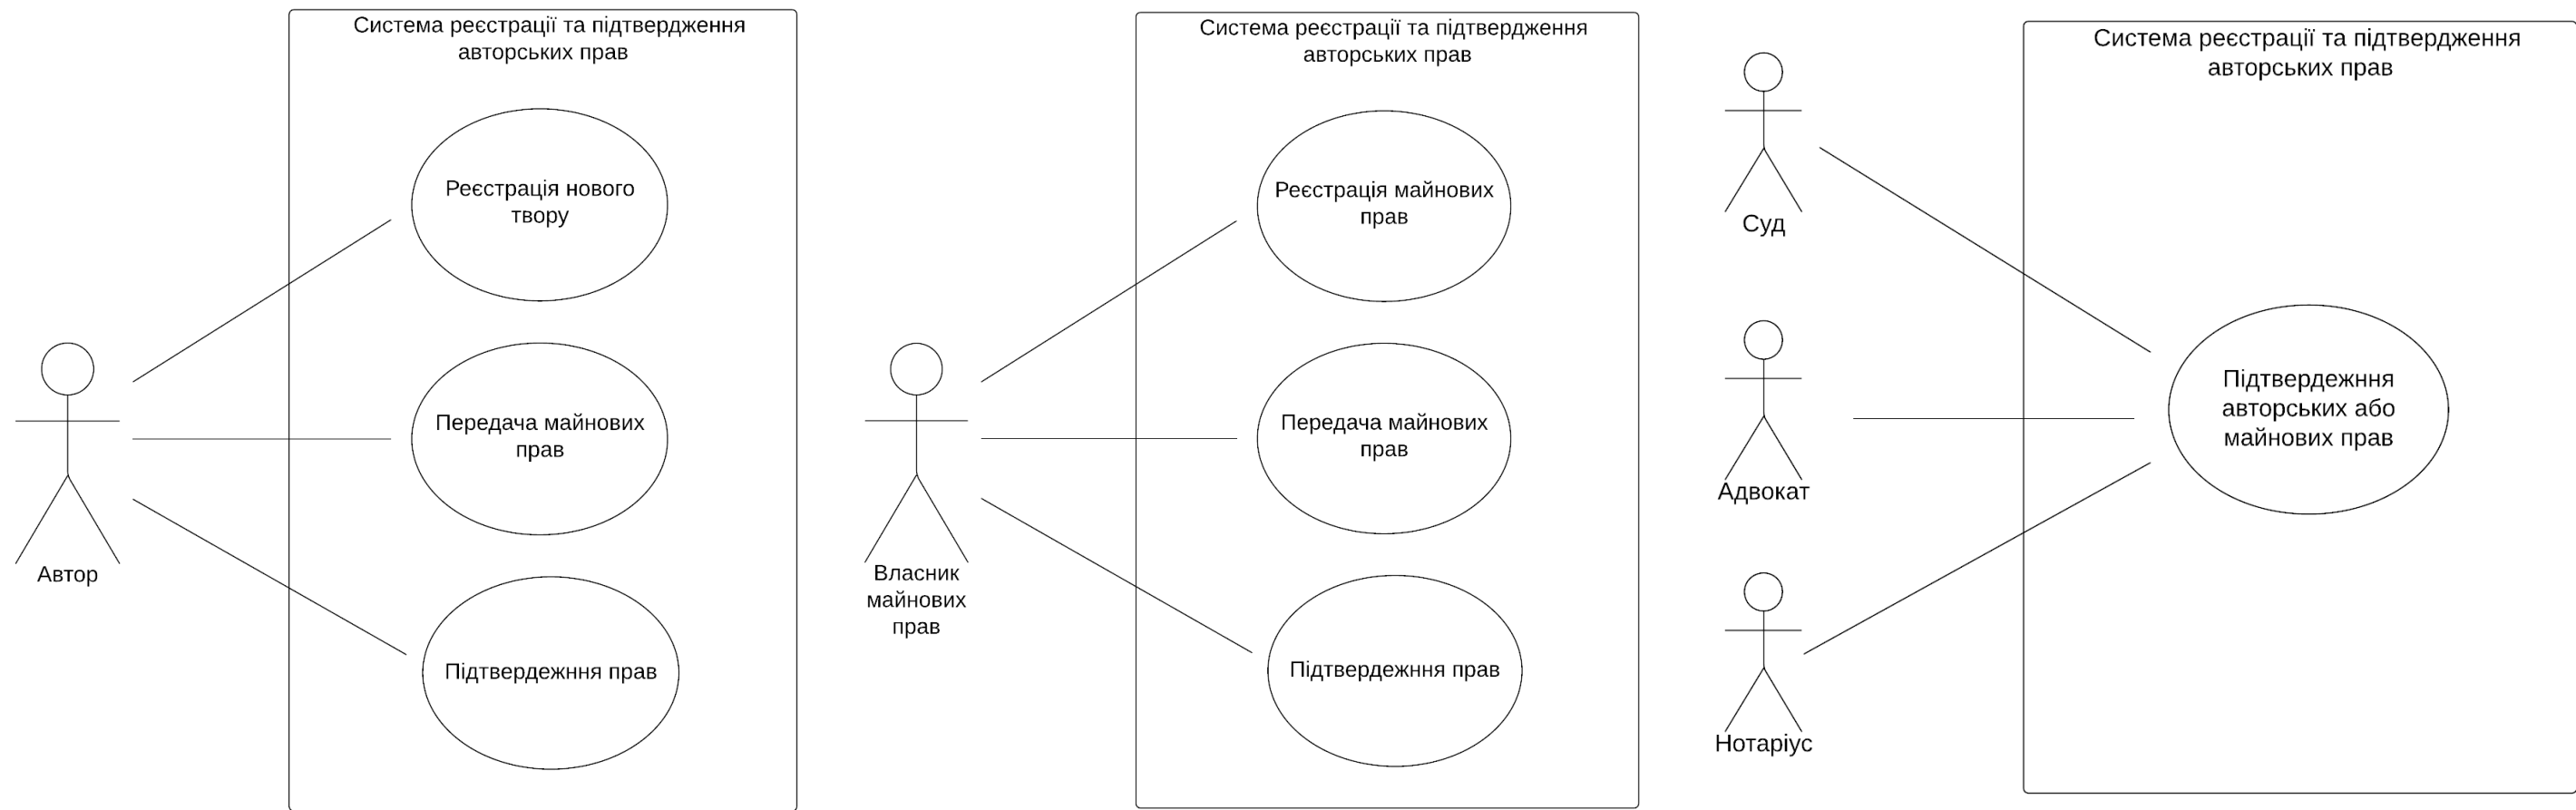 Система реєстрації та підтвердження
авторських прав
Реєстрація нового
твору
Передача майнових
прав
Підтвердежння прав
Автор
Система реєстрації та підтвердження
авторських прав
Реєстрація майнових
прав
Передача майнових
прав
Підтвердежння прав
Власник
майнових
прав
Система реєстрації та підтвердження
авторських прав
Суд
Адвокат
Нотаріус
Підтвердежння
авторських або
майнових прав